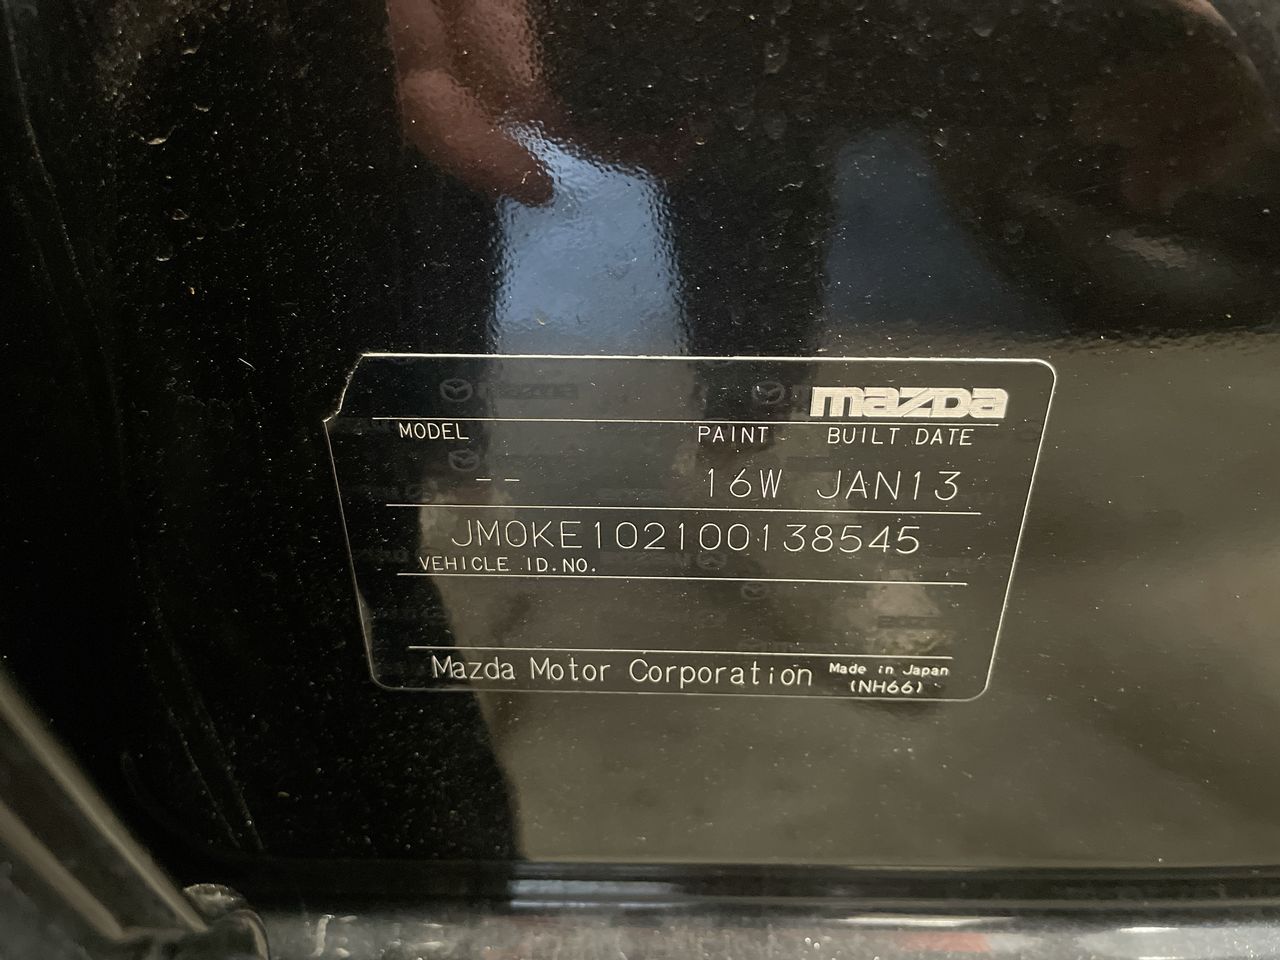 mazda
MODEL PAINT BUILT DATE
-- 16W JAN13
JM0KE102100138545
VEHICLE ID.NO.
Mazda Motor Corporation Made in Japan
(NH66)